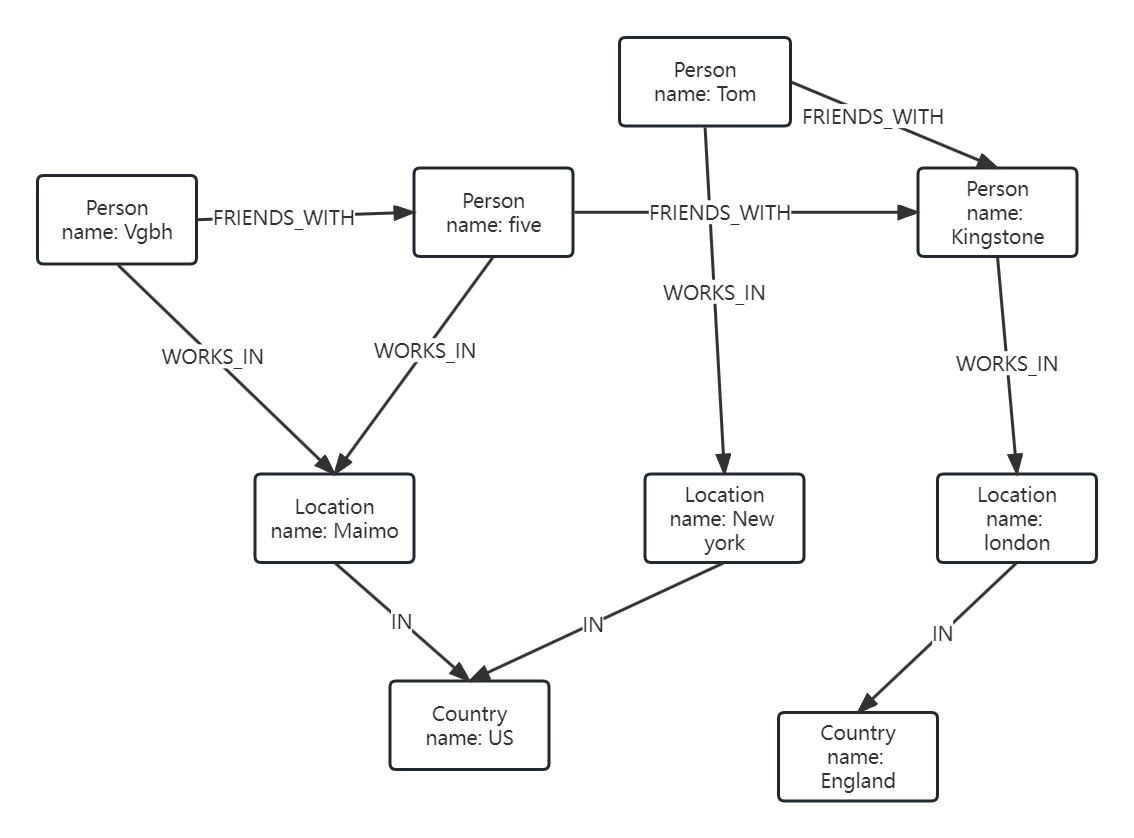 Person
name: Tom
FRIENDS_WITH
Person
name: Vgbh
FRIENDS_WITH
Person
name: five
FRIENDS_WITH
Person
name:
Kingstone
WORKS_IN
WORKS_IN
WORKS_IN
WORKS_IN
Location
name: Maimo
Location
name: New
york
Location
name:
london
IN
IN
IN
Country
name: US
Country
name:
England